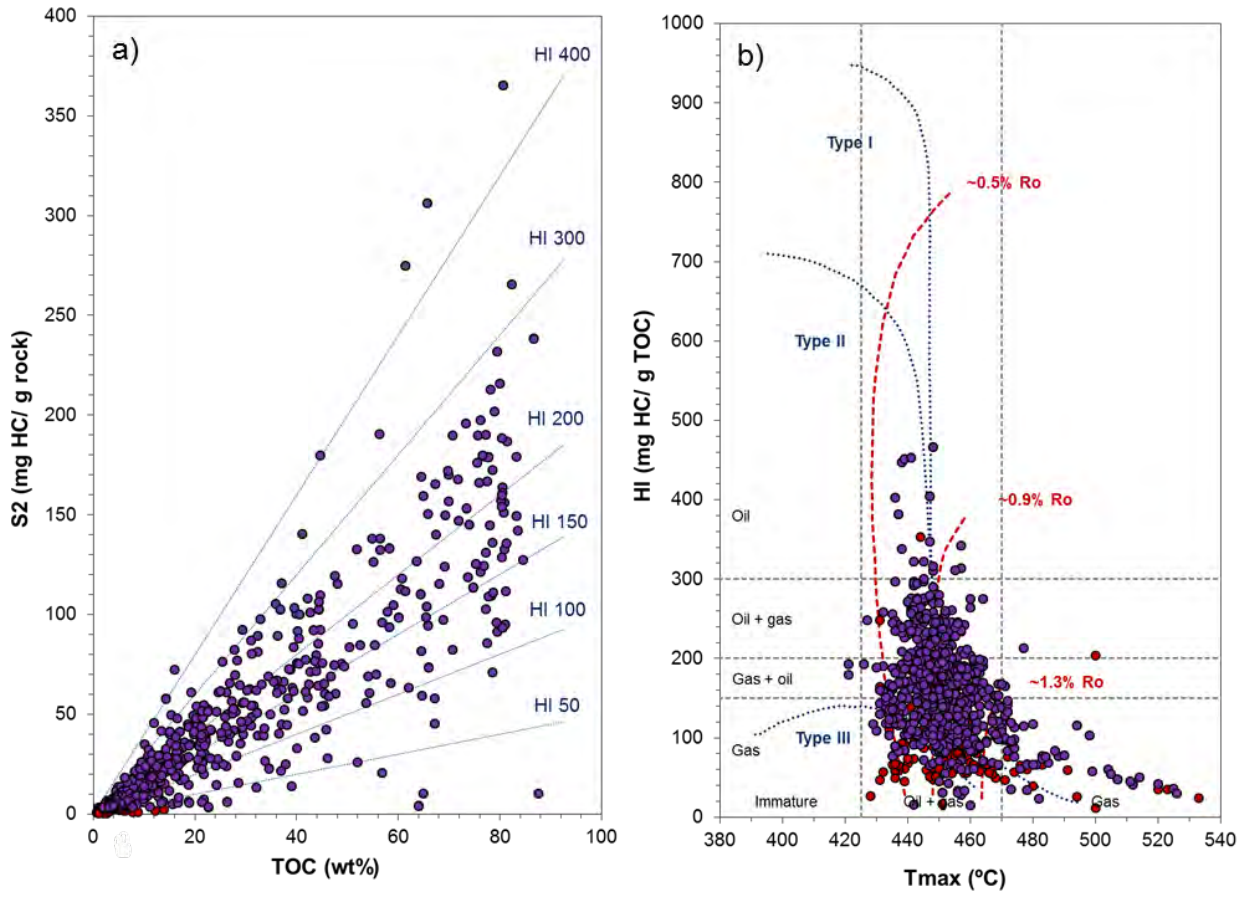 a)
400
350
300
250
200
150
100
50
0
S2 (mg HC/ g rock)
HI 400
HI 300
HI 200
HI 150
HI 100
HI 50
0 20 40 60 80 100
TOC (wt%)
b)
1000
900
800
700
600
500
400
300
200
100
0
HI (mg HC/ g TOC)
Type I
~0.5% Ro
Type II
~0.9% Ro
Oil
Oil + gas
Gas + oil
~1.3% Ro
Type III
Gas
Immature
Oil + gas
Gas
380 400 420 440 460 480 500 520 540
Tmax (ºC)